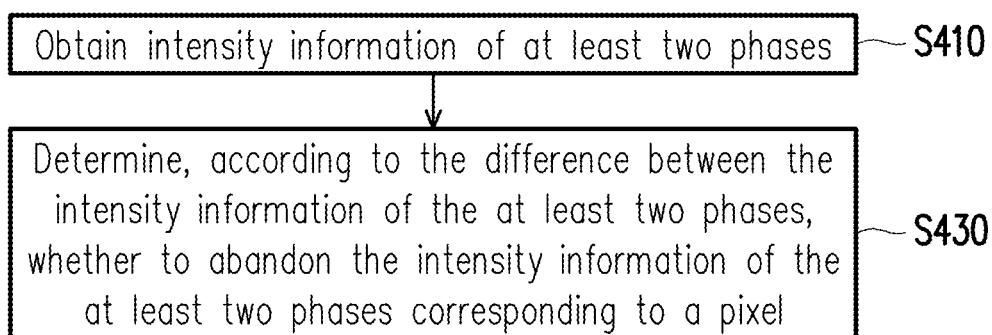 Obtain intensity information of at least two phases
S410
Determine, according to the difference between the
intensity information of the at least two phases,
whether to abandon the intensity information of the
at least two phases corresponding to a pixel
S430